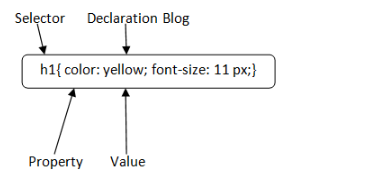 Selector Declaration Blog
h1{ color: yellow; font-size: 11 px;}
Property Value